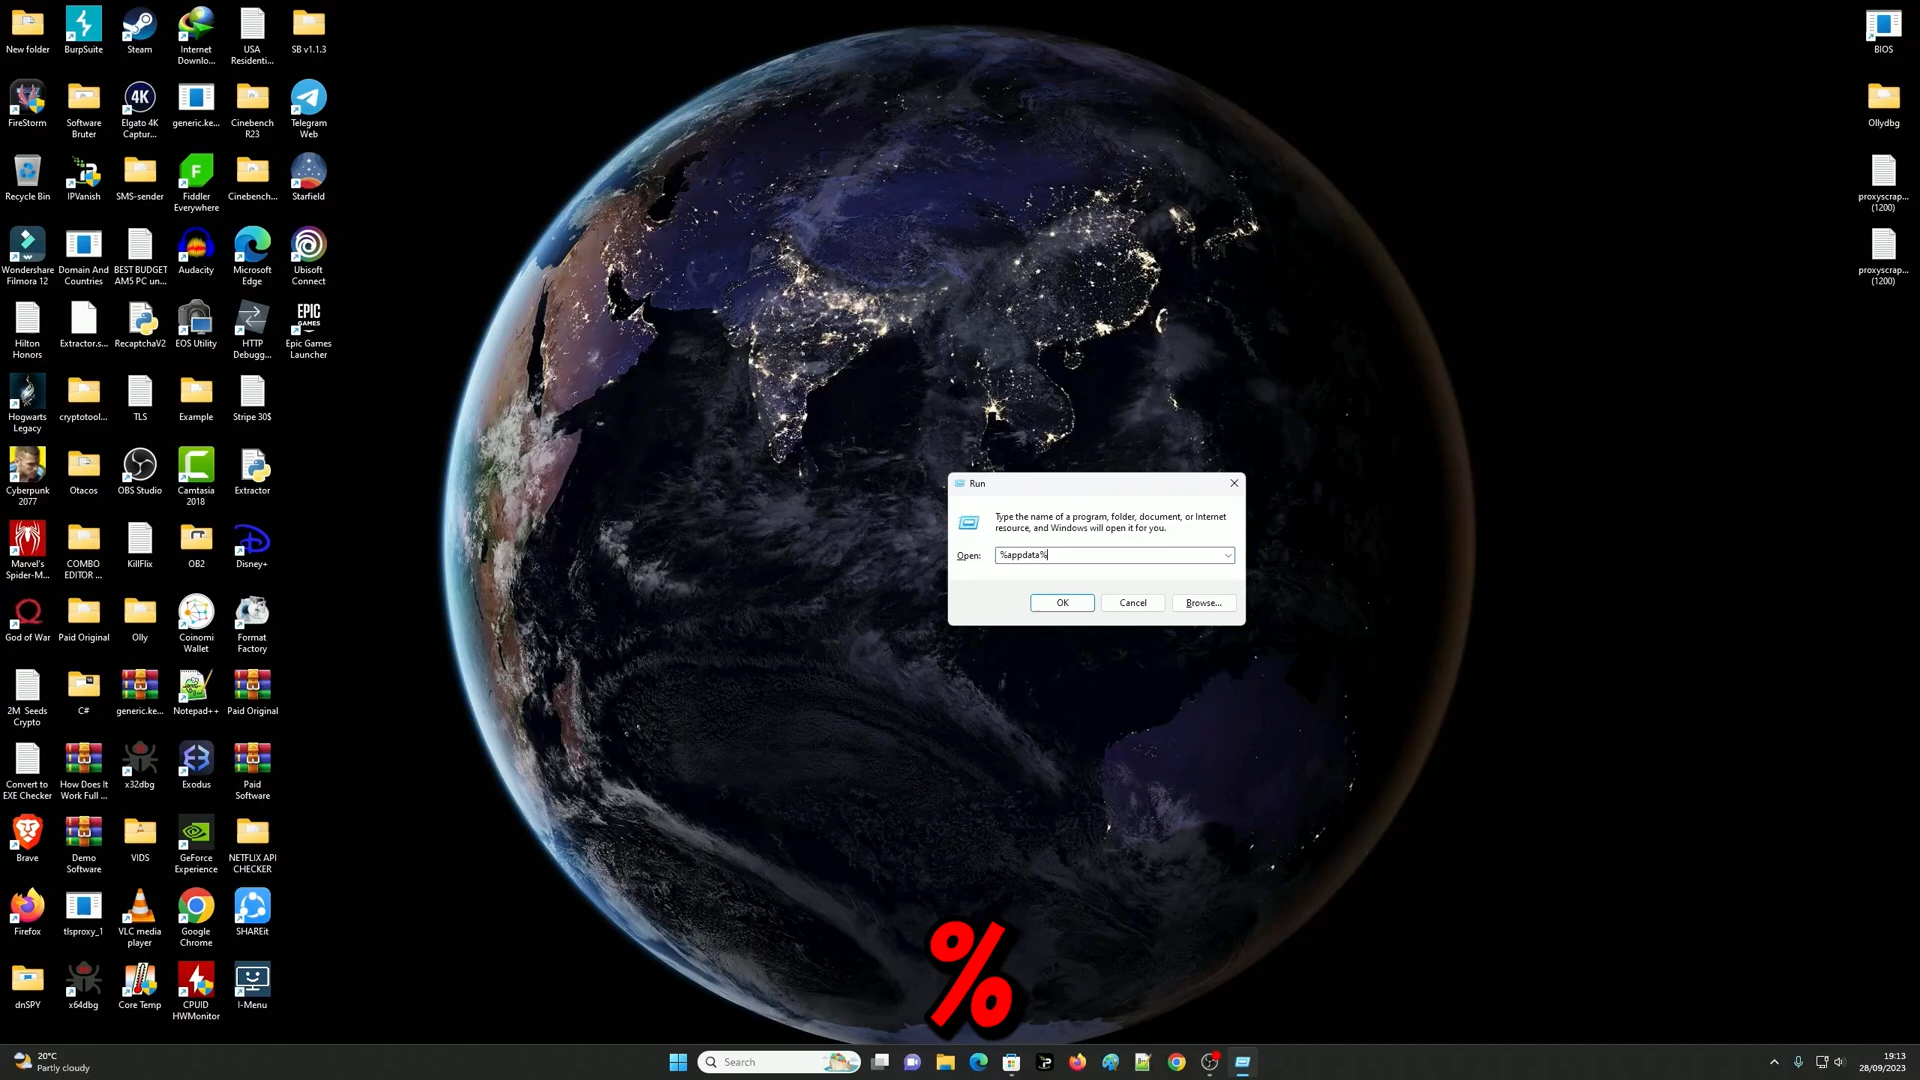 New folder
BurpSuite
Steam
Internet
Downlo...
USA
Residenti...
SB v1.1.3
FireStorm
Software
Bruter
4K
Elgato 4K
Captur...
generic.ke...
Cinebench
R23
Telegram
Web
Recycle Bin
IPVanish
SMS-sender
Fiddler
Everywhere
Cinebench...
Starfield
Wondershare
Filmora 12
Domain And
Countries
BEST BUDGET
AM5 PC un...
Audacity
Microsoft
Edge
Ubisoft
Connect
Hilton
Honors
Extractor.s...
RecaptchaV2
EOS Utility
HTTP
Debugg...
EPIC
GAMES
Epic Games
Launcher
Hogwarts
Legacy
cryptotool...
TLS
Example
Stripe 30$
Cyberpunk
2077
Otacos
OBS Studio
Camtasia
2018
Extractor
Marvel's
Spider-M...
COMBO
EDITOR ...
KillFlix
OB2
Disney+
God of War
Paid Original
Olly
Coinomi
Wallet
Format
Factory
2M Seeds
Crypto
C#
generic.ke...
Notepad++
Paid Original
Convert to
EXE Checker
How Does It
Work Full ...
x32dbg
Exodus
Paid
Software
Brave
Demo
Software
VIDS
GeForce
Experience
NETFLIX API
CHECKER
Firefox
tlsproxy_1
VLC media
player
Google
Chrome
SHAREit
dnSPY
x64dbg
Core Temp
CPUID
HWMonitor
I-Menu
BIOS
Ollydbg
proxyscrap...
(1200)
proxyscrap...
(1200)
Run
Type the name of a program, folder, document, or Internet
resource, and Windows will open it for you.
Open:
%appdata%
OK
Cancel
Browse...
%
20°C
Partly cloudy
Search
19:13
28/09/2023